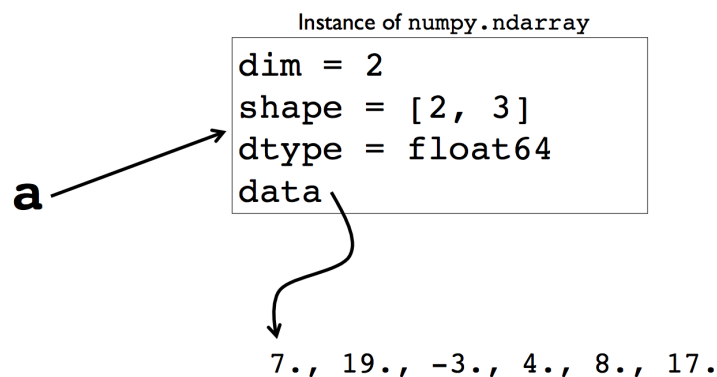 Instance of numpy.ndarray
dim = 2
shape = [2, 3]
dtype = float64
data
a
7., 19., -3., 4., 8., 17.